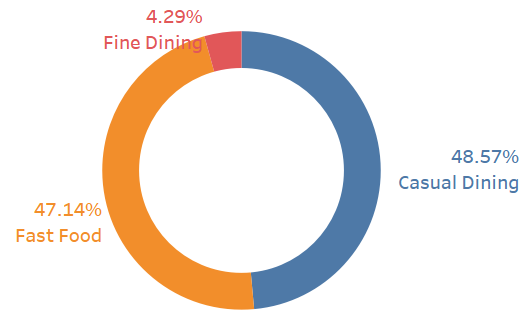 4.29%
Fine Dining
48.57%
Casual Dining
47.14%
Fast Food